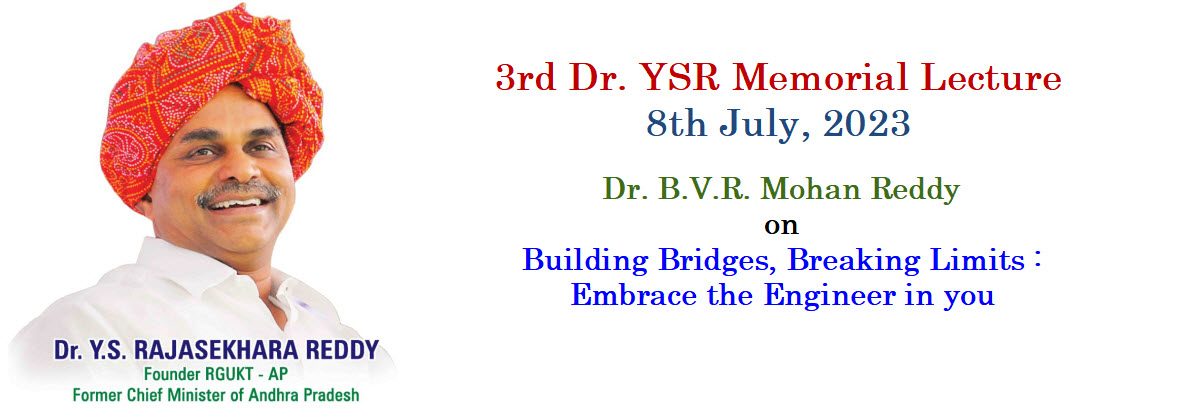 3rd Dr. YSR Memorial Lecture
8th July, 2023
Dr. B.V.R. Mohan Reddy
on
Building Bridges, Breaking Limits :
Embrace the Engineer in you
Dr. Y.S. RAJASEKHARA REDDY
Founder RGUKT - AP
Former Chief Minister of Andhra Pradesh